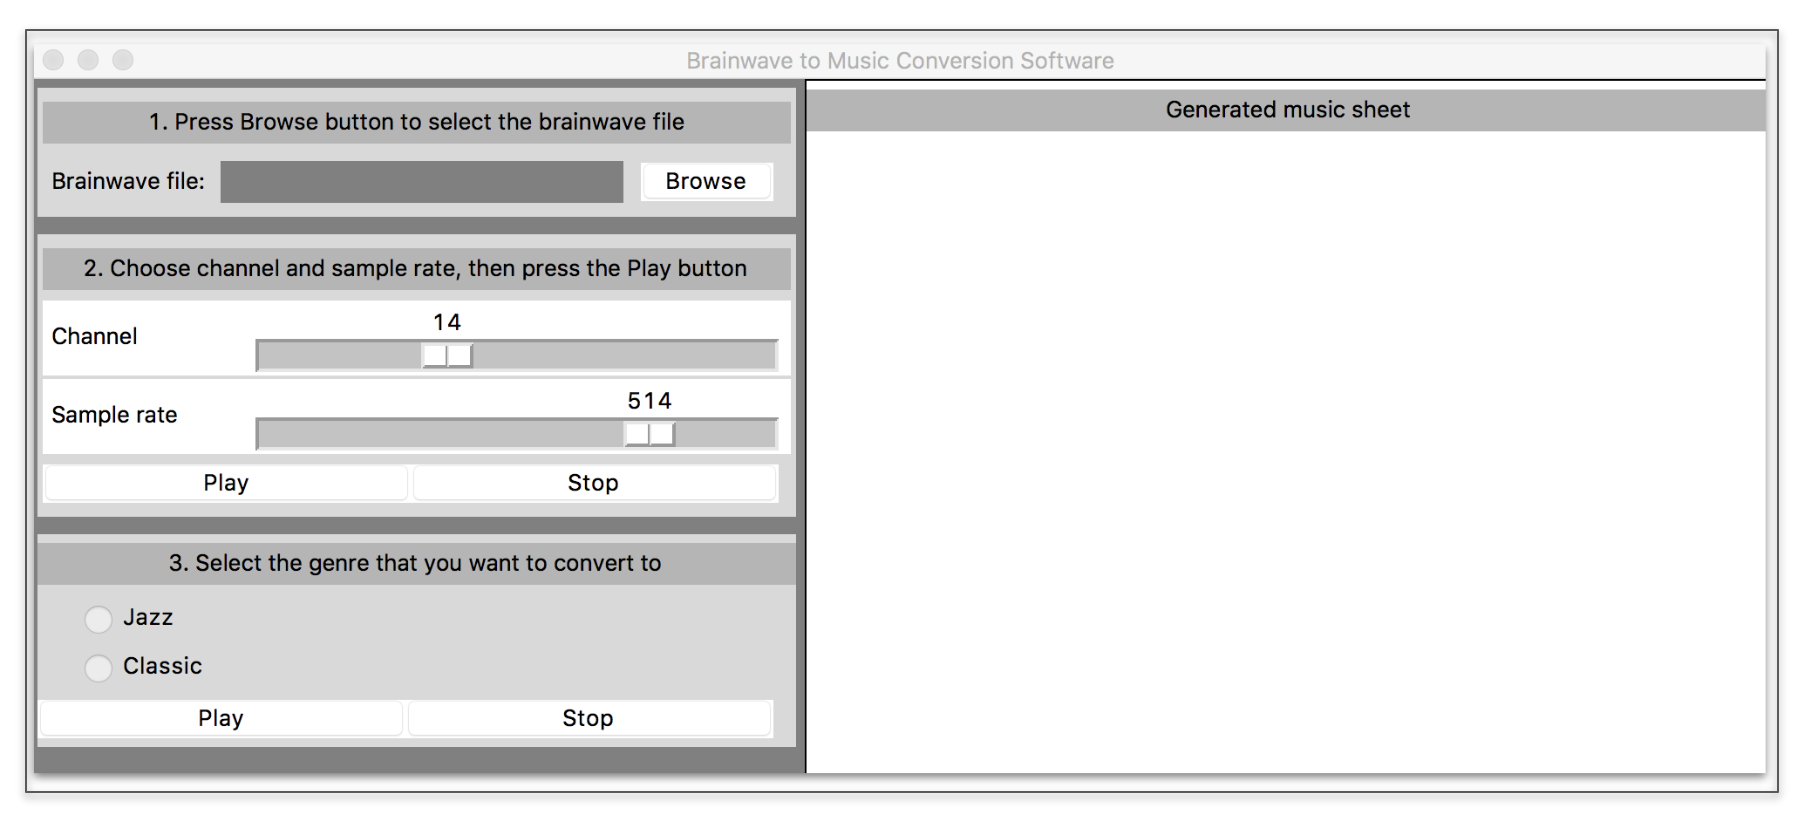 Brainwave to Music Conversion Software
1. Press Browse button to select the brainwave file
Brainwave file:
Browse
2. Choose channel and sample rate, then press the Play button
14
Channel
514
Sample rate
Play
Stop
3. Select the genre that you want to convert to
Jazz
Classic
Play
Stop
Generated music sheet